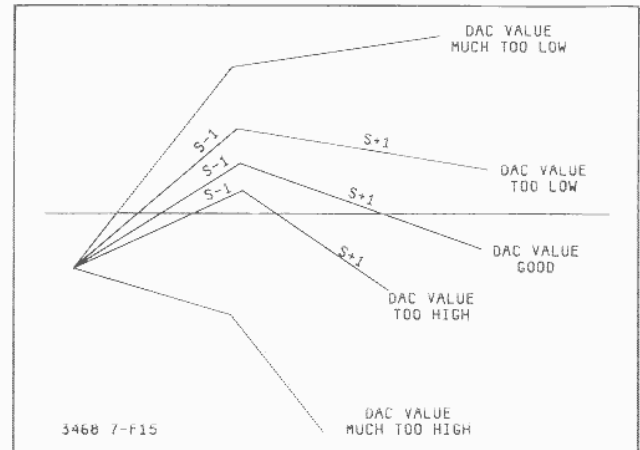 DAC VALUE
MUCH TOO LOW
S-1
S+1
DAC VALUE
TOO LOW
S-1
S+1
DAC VALUE
GOOD
S-1
S+1
DAC VALUE
TOO HIGH
DAC VALUE
MUCH TOO HIGH
3468 7-F15